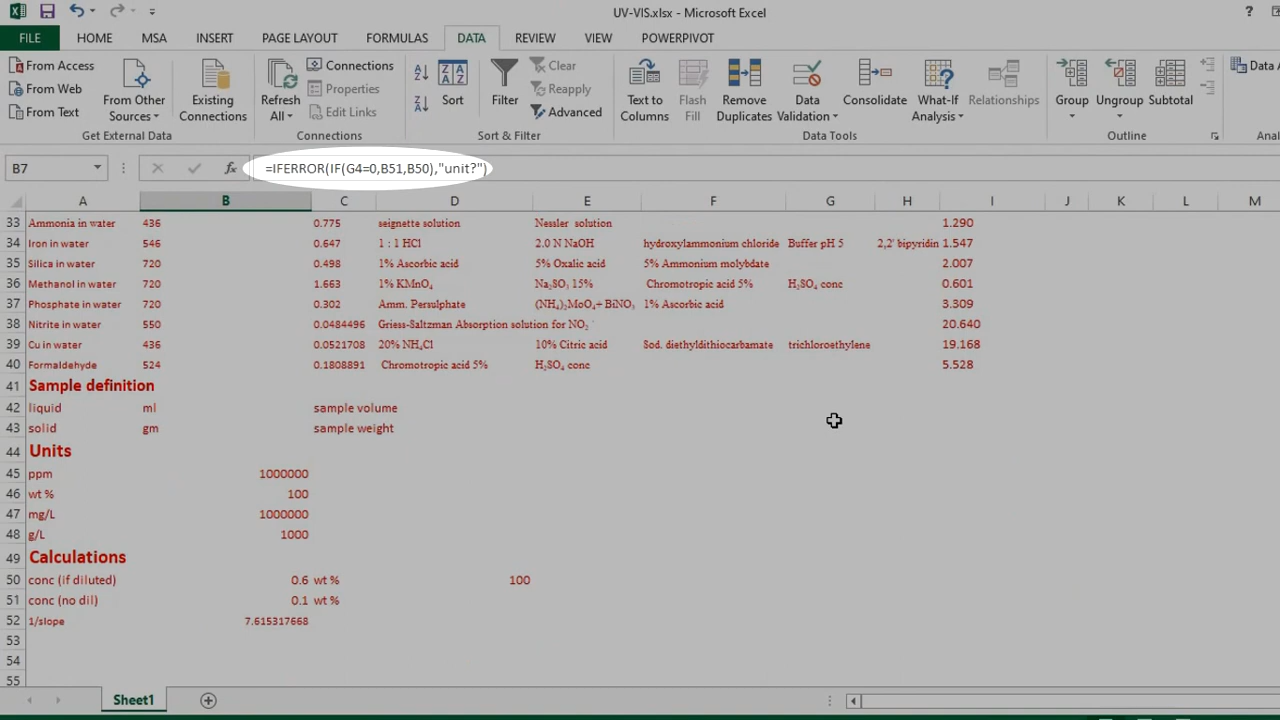 UV-VIS.xlsx - Microsoft Excel
?
FILE HOME MSA INSERT PAGE LAYOUT FORMULAS DATA REVIEW VIEW POWERPIVOT
From Access
From Web
From Text
From Other Sources
Existing Connections
Get External Data
Refresh All
Connections
Properties
Edit Links
Connections
Sort
Filter
Clear
Reapply
Advanced
Sort & Filter
Text to Columns
Flash Fill
Remove Duplicates
Data Validation
Consolidate
What-If Analysis
Relationships
Data Tools
Group
Ungroup
Subtotal
Outline
Data A
B7 fx =IFERROR(IF(G4=0,B51,B50),"unit?")
A B C D E F G H I J K L M
33 Ammonia in water 436 0.775 seignette solution Nessler solution 1.290
34 Iron in water 546 0.647 1 : 1 HCl 2.0 N NaOH hydroxylammonium chloride Buffer pH 5 2,2' bipyridin 1.547
35 Silica in water 720 0.498 1% Ascorbic acid 5% Oxalic acid 5% Ammonium molybdate 2.007
36 Methanol in water 720 1.663 1% KMnO₄ Na₂SO₃ 15% Chromotropic acid 5% H₂SO₄ conc 0.601
37 Phosphate in water 720 0.302 Amm. Persulphate (NH₄)₂MoO₄+ BiNO₃ 1% Ascorbic acid 3.309
38 Nitrite in water 550 0.0484496 Griess-Saltzman Absorption solution for NO₂ 20.640
39 Cu in water 436 0.0521708 20% NH₄Cl 10% Citric acid Sod. diethyldithiocarbamate trichloroethylene 19.168
40 Formaldehyde 524 0.1808891 Chromotropic acid 5% H₂SO₄ conc 5.528
41 Sample definition
42 liquid ml sample volume
43 solid gm sample weight
44 Units
45 ppm 1000000
46 wt % 100
47 mg/L 1000000
48 g/L 1000
49 Calculations
50 conc (if diluted) 0.6 wt % 100
51 conc (no dil) 0.1 wt %
52 1/slope 7.615317668
53
54
55
Sheet1